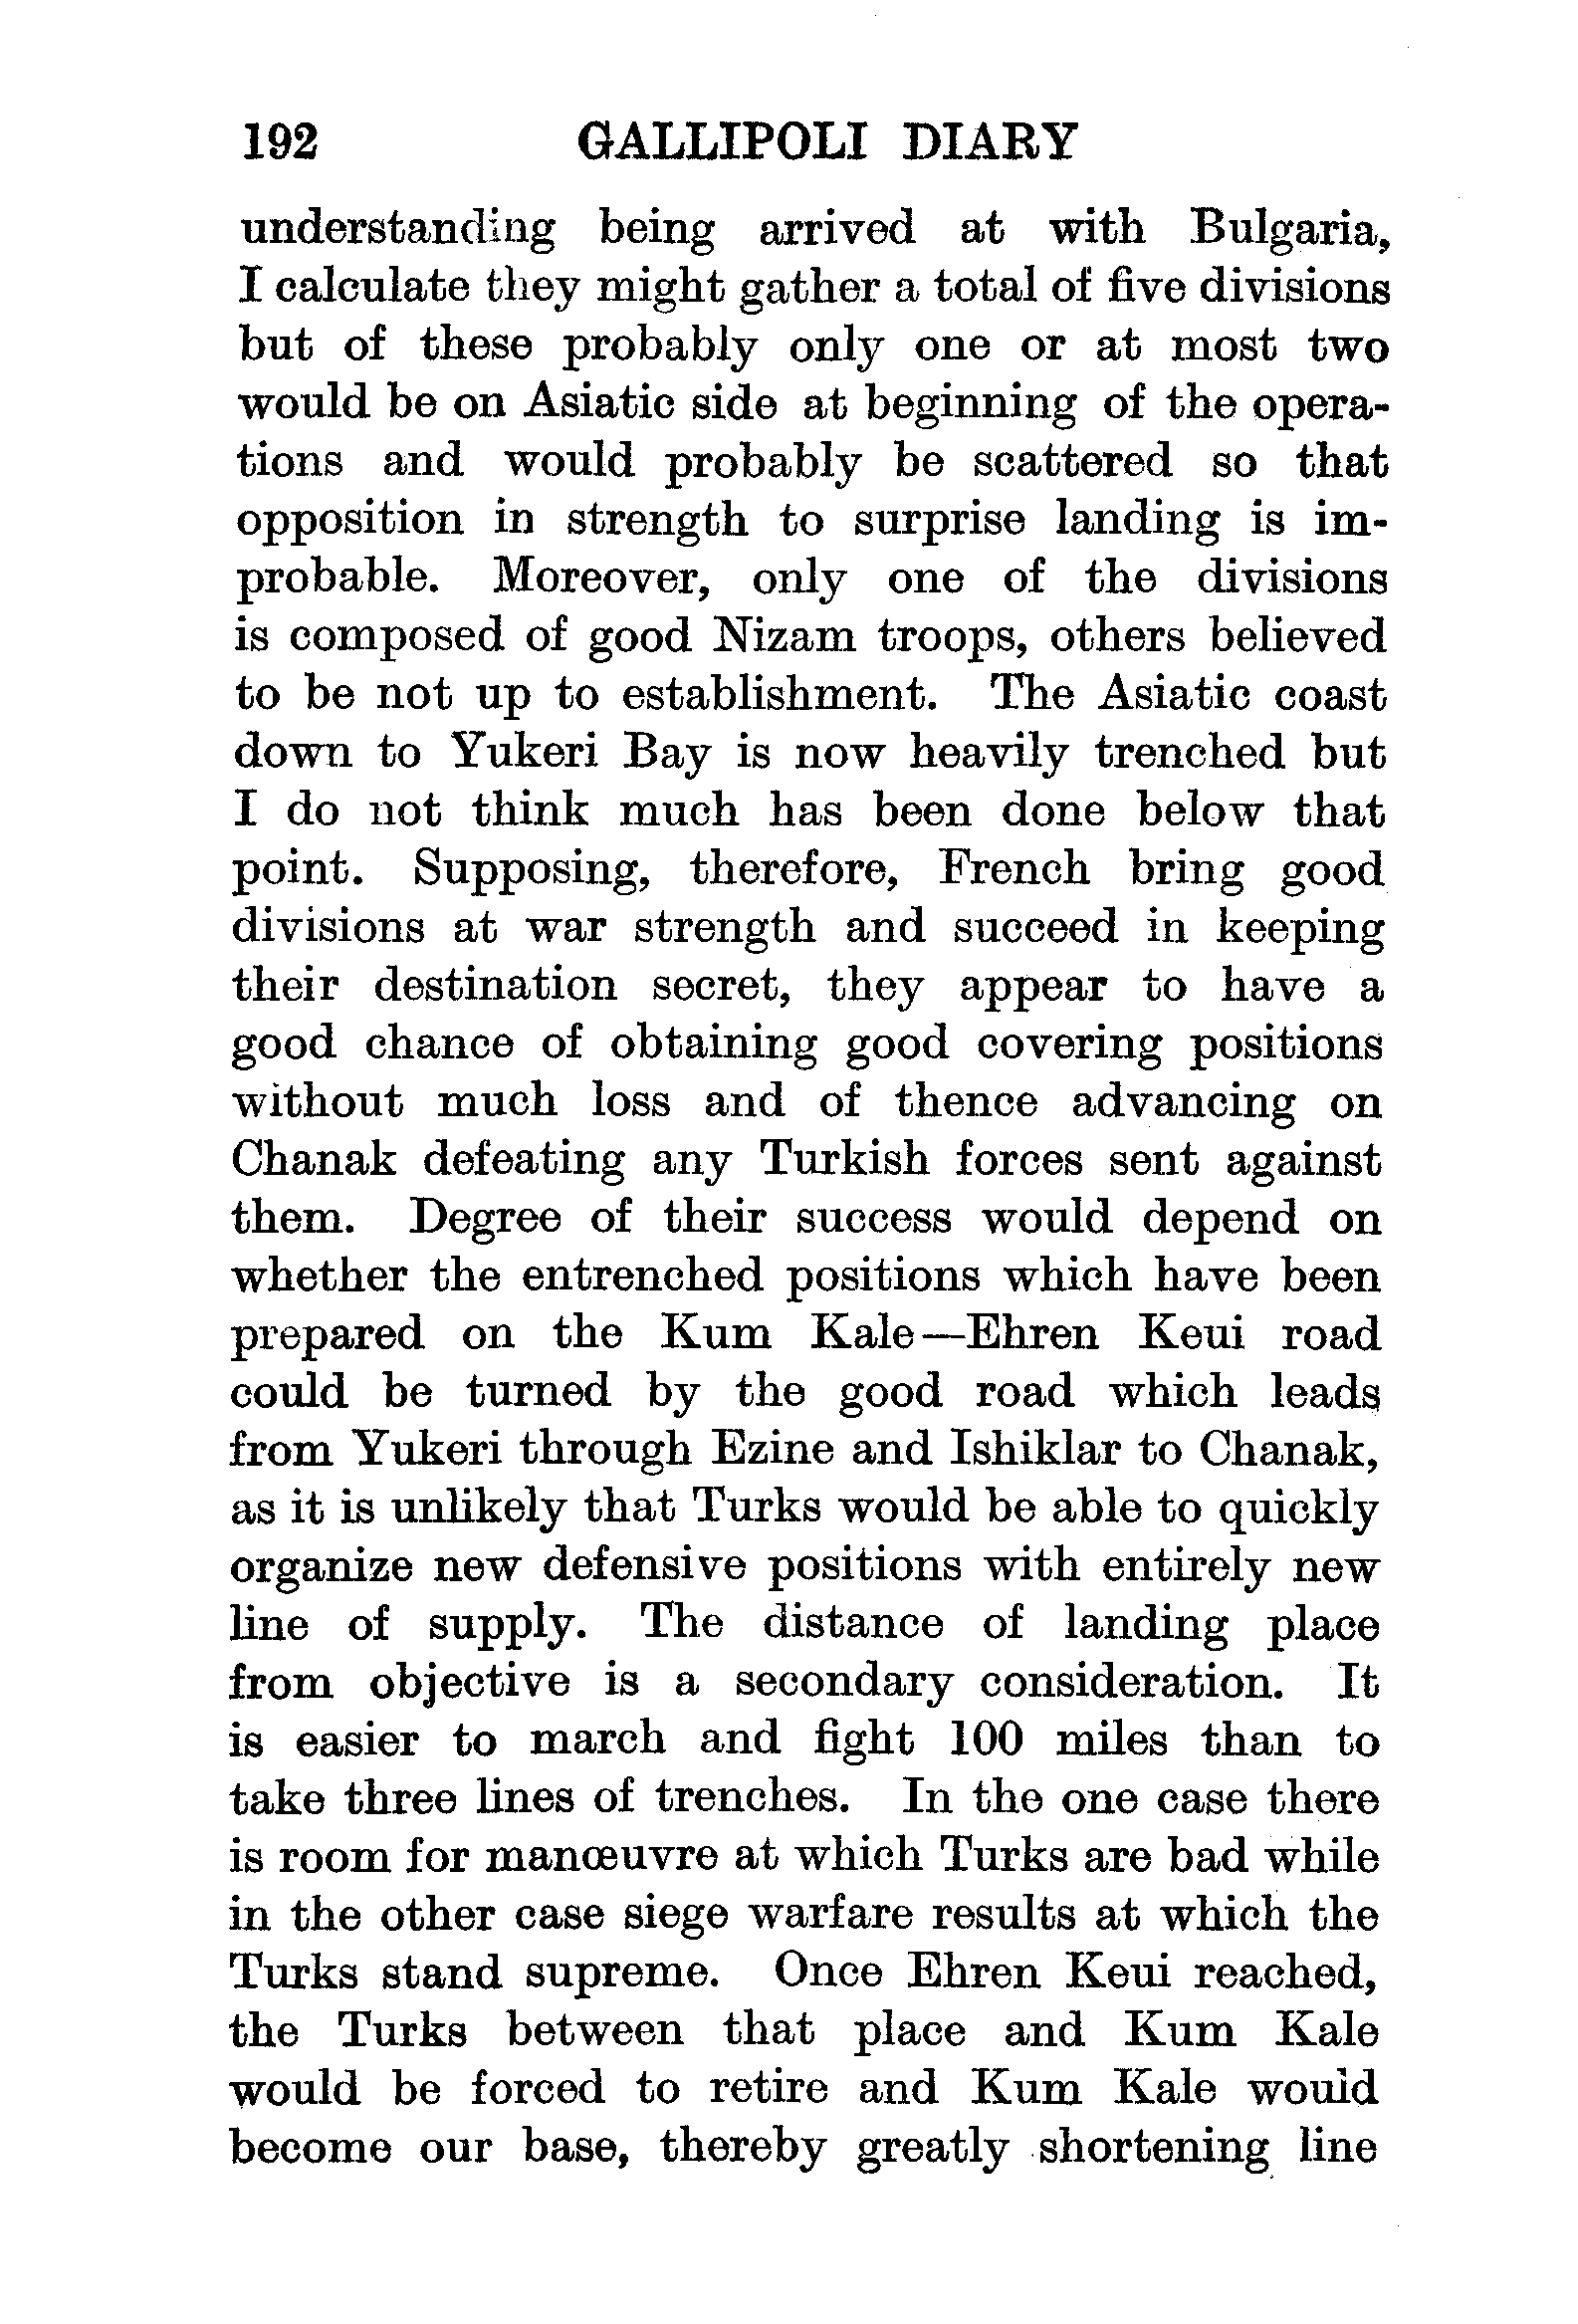 192 GALLIPOLI DIARY
understanding being arrived at with Bulgaria,
I calculate they might gather a total of five divisions
but of these probably only one or at most two
would be on Asiatic side at beginning of the opera-
tions and would probably be scattered so that
opposition in strength to surprise landing is im-
probable. Moreover, only one of the divisions
is composed of good Nizam troops, others believed
to be not up to establishment. The Asiatic coast
down to Yukeri Bay is now heavily trenched but
I do not think much has been done below that
point. Supposing, therefore, French bring good
divisions at war strength and succeed in keeping
their destination secret, they appear to have a
good chance of obtaining good covering positions
without much loss and of thence advancing on
Chanak defeating any Turkish forces sent against
them. Degree of their success would depend on
whether the entrenched positions which have been
prepared on the Kum Kale—Ehren Keui road
could be turned by the good road which leads
from Yukeri through Ezine and Ishiklar to Chanak,
as it is unlikely that Turks would be able to quickly
organize new defensive positions with entirely new
line of supply. The distance of landing place
from objective is a secondary consideration. It
is easier to march and fight 100 miles than to
take three lines of trenches. In the one case there
is room for manœuvre at which Turks are bad while
in the other case siege warfare results at which the
Turks stand supreme. Once Ehren Keui reached,
the Turks between that place and Kum Kale
would be forced to retire and Kum Kale would
become our base, thereby greatly shortening line